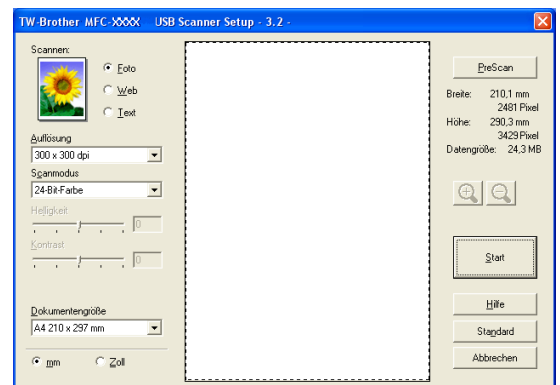 TW-Brother MFC-XXXX USB Scanner Setup - 3.2 -
Scannen:
Foto
Web
Text
Auflösung
300 x 300 dpi
Scanmodus
24-Bit-Farbe
Helligkeit
0
Kontrast
0
Dokumentengröße
A4 210 x 297 mm
mm Zoll
PreScan
Breite: 210,1 mm
2481 Pixel
Höhe: 290,3 mm
3429 Pixel
Datengröße: 24,3 MB
Start
Hilfe
Standard
Abbrechen